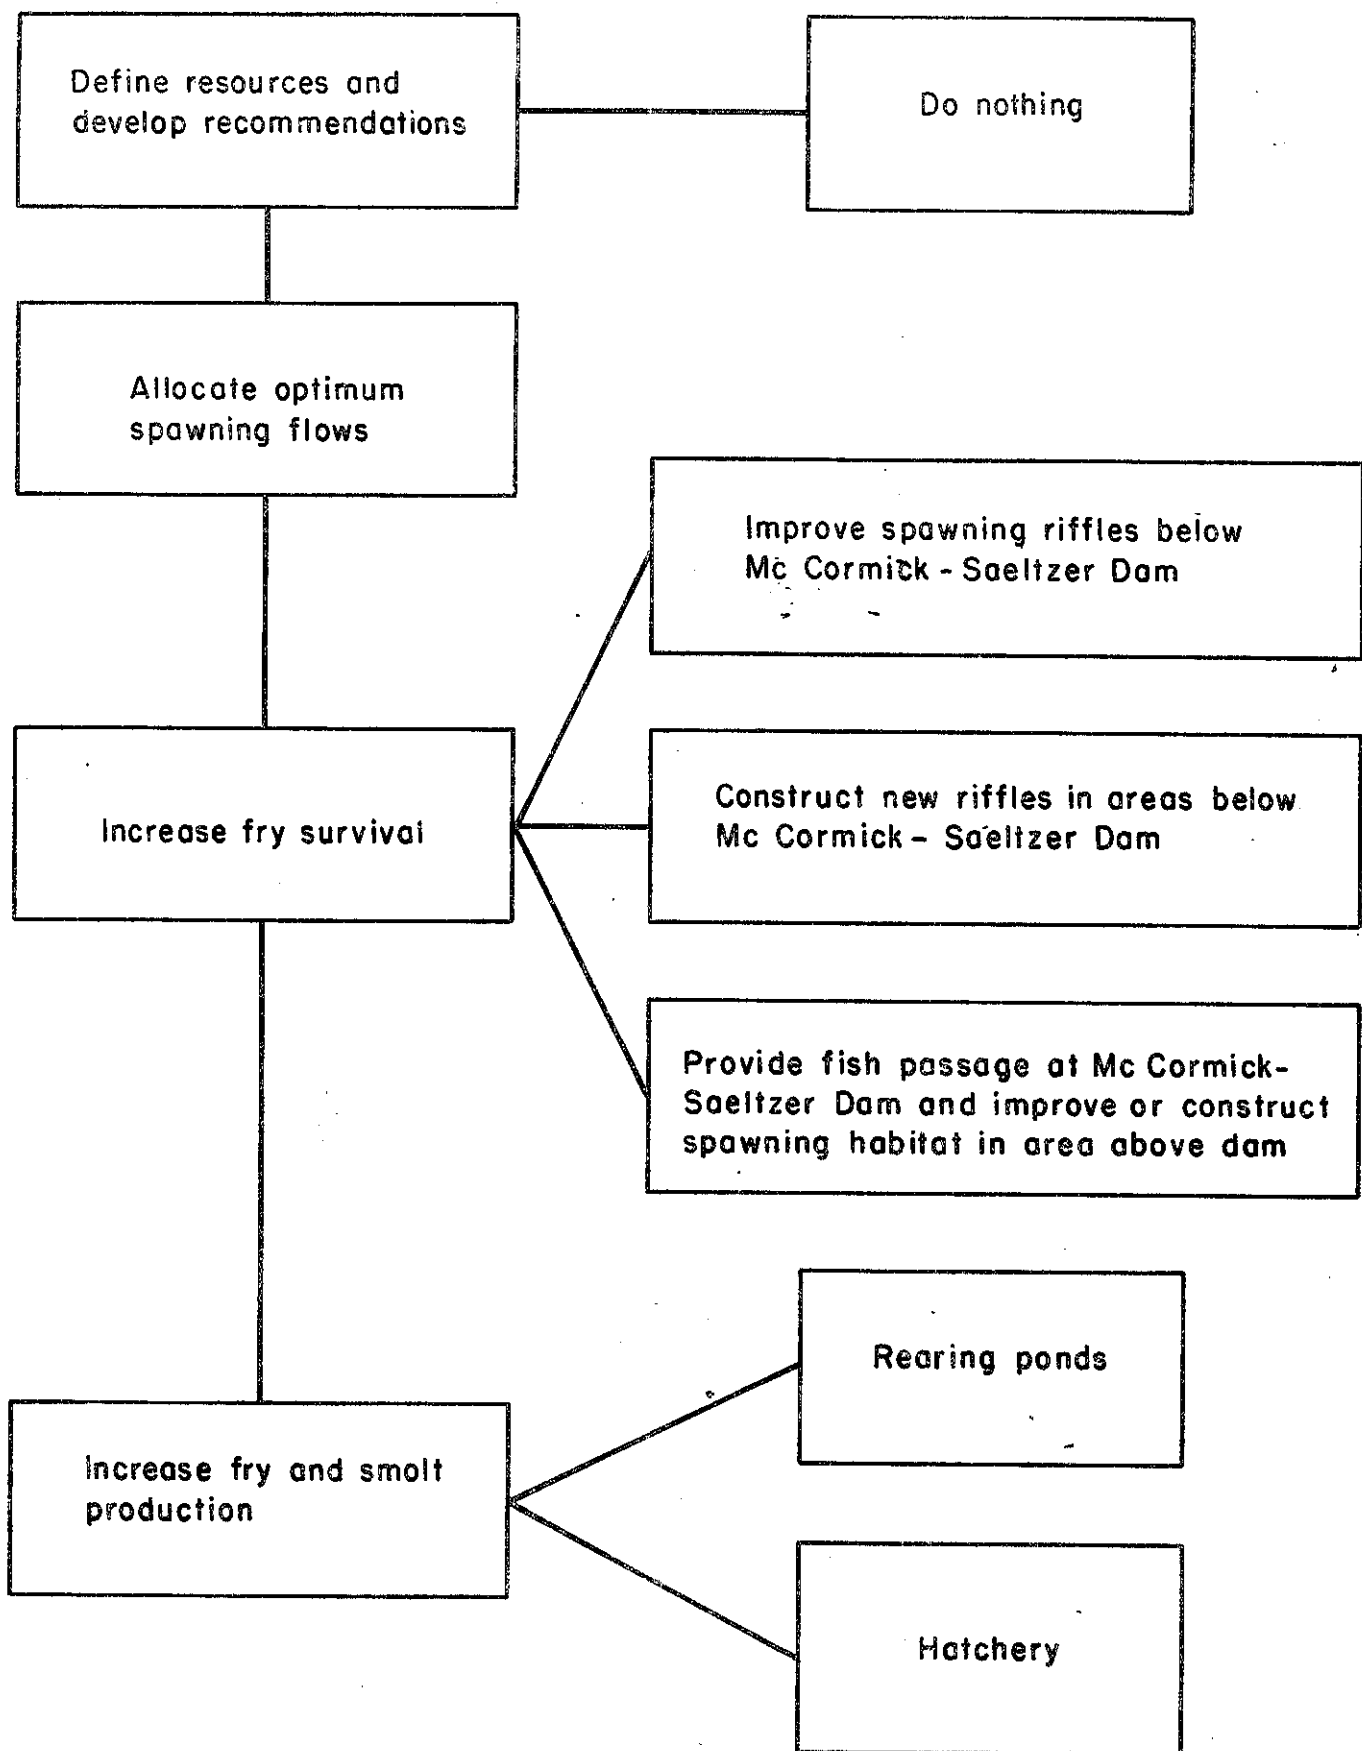 Define resources and
develop recommendations
Do nothing
Allocate optimum
spawning flows
Improve spawning riffles below
Mc Cormick - Saeltzer Dam
Increase fry survival
Construct new riffles in areas below
Mc Cormick - Saeltzer Dam
Provide fish passage at Mc Cormick-
Saeltzer Dam and improve or construct
spawning habitat in area above dam
Increase fry and smolt
production
Rearing ponds
Hatchery